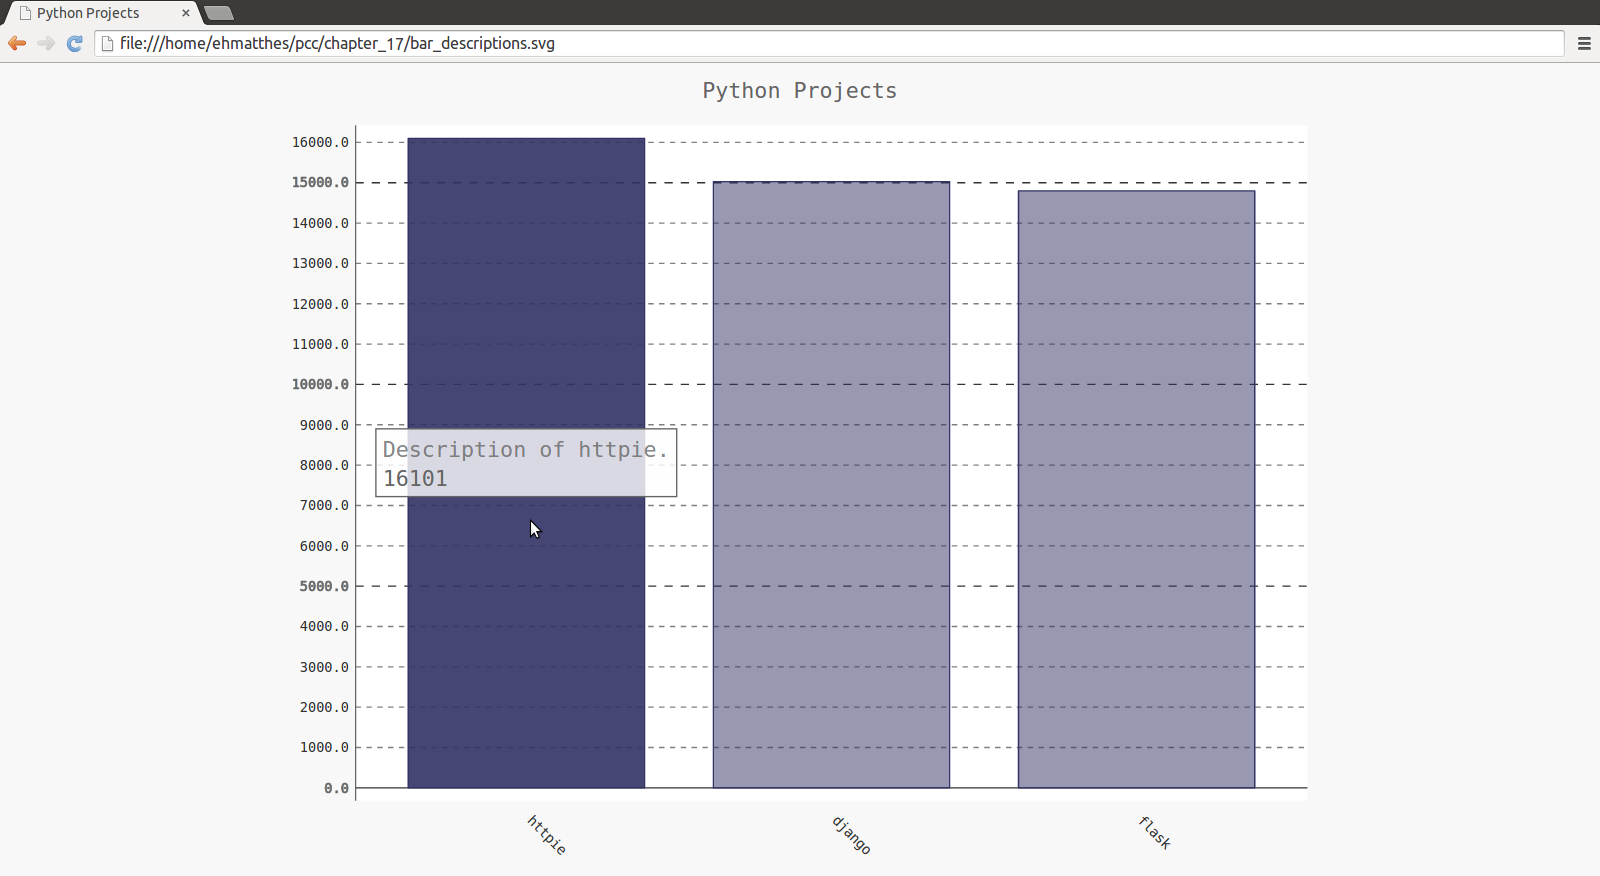 Python Projects
file:///home/ehmatthes/pcc/chapter_17/bar_descriptions.svg
Python Projects
16000.0
15000.0
14000.0
13000.0
12000.0
11000.0
10000.0
9000.0
Description of httpie.
8000.0
16101
7000.0
6000.0
5000.0
4000.0
3000.0
2000.0
1000.0
0.0
httpie
django
flask